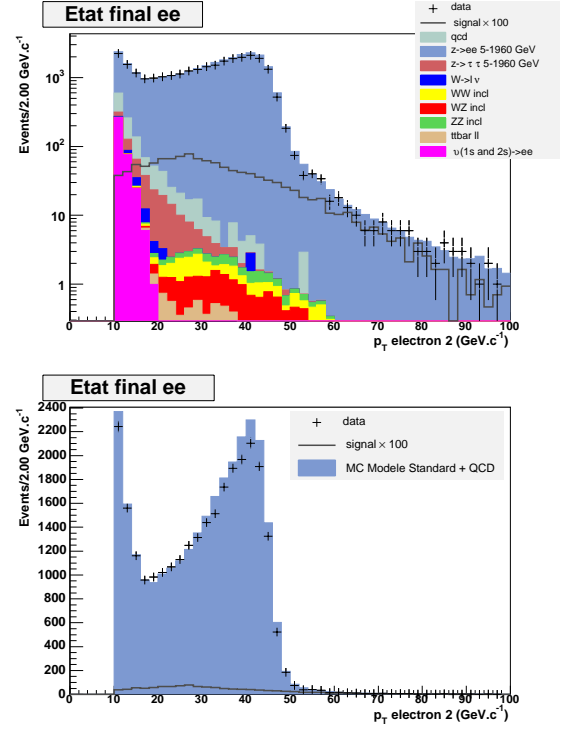 Etat final ee
Events/2.00 GeV.c⁻¹
10³
10²
10
1
0 10 20 30 40 50 60 70 80 90 100
p_T electron 2 (GeV.c⁻¹)
data
signal × 100
qcd
z->ee 5-1960 GeV
z->τ τ 5-1960 GeV
W->l ν
WW incl
WZ incl
ZZ incl
ttbar ll
υ(1s and 2s)->ee
Etat final ee
Events/2.00 GeV.c⁻¹
2400
2200
2000
1800
1600
1400
1200
1000
800
600
400
200
0
0 10 20 30 40 50 60 70 80 90 100
p_T electron 2 (GeV.c⁻¹)
data
signal × 100
MC Modele Standard + QCD